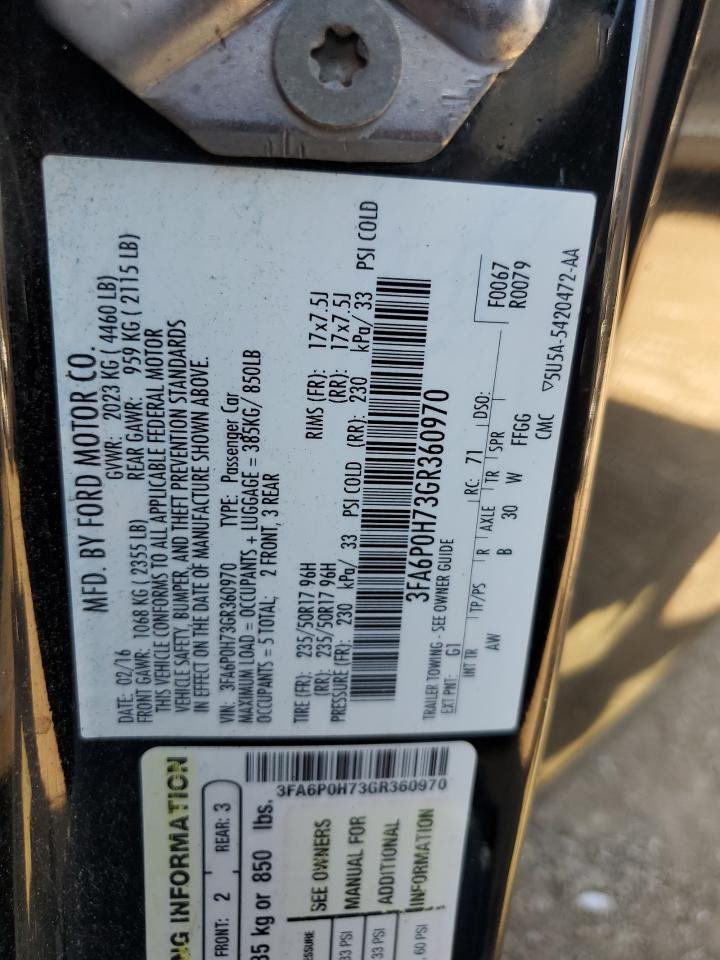 MFD. BY FORD MOTOR CO.
DATE: 02/16 GVWR: 2023 KG ( 4460 LB)
FRONT GAWR: 1068 KG ( 2355 LB) REAR GAWR: 959 KG ( 2115 LB)
THIS VEHICLE CONFORMS TO ALL APPLICABLE FEDERAL MOTOR
VEHICLE SAFETY, BUMPER, AND THEFT PREVENTION STANDARDS
IN EFFECT ON THE DATE OF MANUFACTURE SHOWN ABOVE.
VIN: 3FA6P0H73GR360970 TYPE: Passenger Car
MAXIMUM LOAD = OCCUPANTS + LUGGAGE = 385KG/ 850LB
OCCUPANTS = 5 TOTAL; 2 FRONT, 3 REAR
TIRE (FR): 235/50R17 96H RIMS (FR): 17x7.5J
(RR): 235/50R17 96H (RR): 17x7.5J
PRESSURE (FR): 230 kPa/ 33 PSI COLD (RR): 230 kPa/ 33 PSI COLD
3FA6P0H73GR360970
TRAILER TOWING - SEE OWNER GUIDE
EXT PNT: G1 RC: 71 DSO: F0067
INT TR TP/PS R AXLE TR SPR R0079
AW B 30 W FFGG
CMC ▽5U5A-5420472-AA
3FA6P0H73GR360970
NG INFORMATION
FRONT: 2 REAR: 3
85 kg or 850 lbs.
SEE OWNERS
MANUAL FOR
ADDITIONAL
INFORMATION
33 PSI
33 PSI
60 PSI